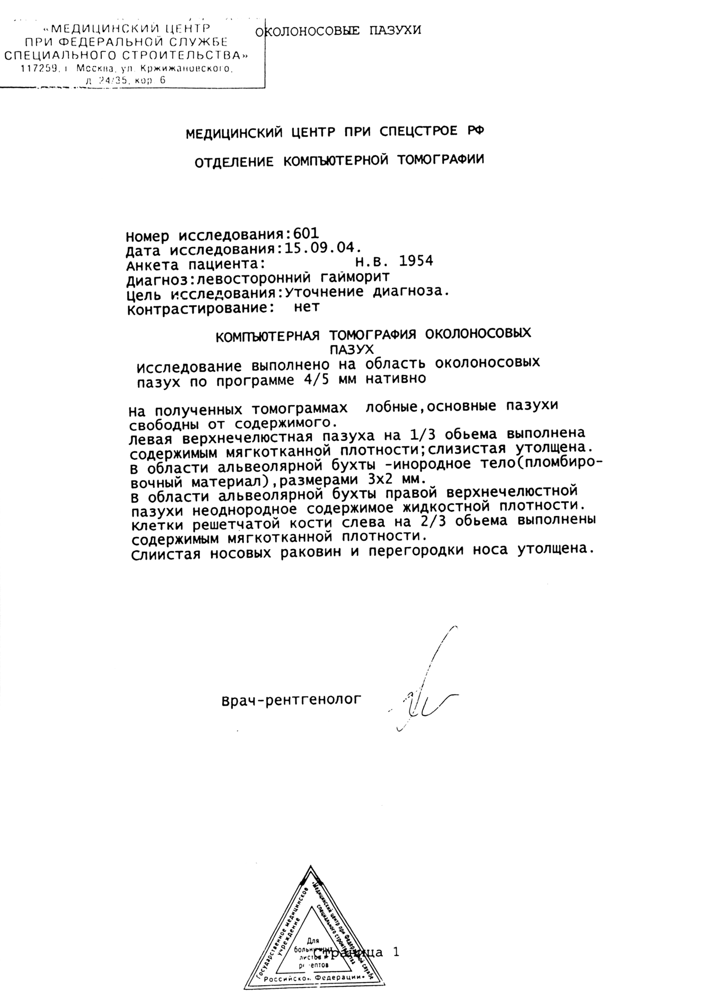 «МЕДИЦИНСКИЙ ЦЕНТР
ПРИ ФЕДЕРАЛЬНОЙ СЛУЖБЕ
СПЕЦИАЛЬНОГО СТРОИТЕЛЬСТВА»
117259, г Москва, ул. Кржижановского,
д 24/35, кор 6
ОКОЛОНОСОВЫЕ ПАЗУХИ
МЕДИЦИНСКИЙ ЦЕНТР ПРИ СПЕЦСТРОЕ РФ
ОТДЕЛЕНИЕ КОМПЪЮТЕРНОЙ ТОМОГРАФИИ
Номер исследования:601
Дата исследования:15.09.04.
Анкета пациента: Н.В. 1954
Диагноз:левосторонний гайморит
Цель исследования:Уточнение диагноза.
Контрастирование: нет
КОМПЪЮТЕРНАЯ ТОМОГРАФИЯ ОКОЛОНОСОВЫХ
ПАЗУХ
Исследование выполнено на область околоносовых
пазух по программе 4/5 мм нативно
На полученных томограммах лобные,основные пазухи
свободны от содержимого.
Левая верхнечелюстная пазуха на 1/3 обьема выполнена
содержимым мягкотканной плотности;слизистая утолщена.
В области альвеолярной бухты -инородное тело(пломбиро-
вочный материал),размерами 3х2 мм.
В области альвеолярной бухты правой верхнечелюстной
пазухи неоднородное содержимое жидкостной плотности.
Клетки решетчатой кости слева на 2/3 обьема выполнены
содержимым мягкотканной плотности.
Слиистая носовых раковин и перегородки носа утолщена.
Врач-рентгенолог
Государственное медицинское
учреждение
«Медицинский центр при Федеральной службе
специального строительства
Для
больничных
листов и
рецептов
Российской Федерации»
Страница 1